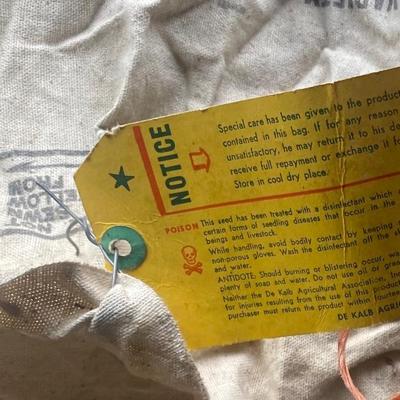 NOTICE
Special care has been given to the product
contained in this bag. If for any reason
unsatisfactory, he may return it to his de
receive full repayment or exchange it f
Store in cool dry place.
POISON This seed has been treated with a disinfectant which
certain forms of seedling diseases that occur in the
beings and livestock.
While handling, avoid bodily contact by keeping
non-porous gloves. Wash the disinfectant off the
and water.
ANTIDOTE: Should burning or blistering occur, wa
plenty of soap and water. Do not use oil or gre
Neither the De Kalb Agricultural Association, Inc
for injuries resulting from the use of this product
purchaser must return this product within
DE KALB AGRI